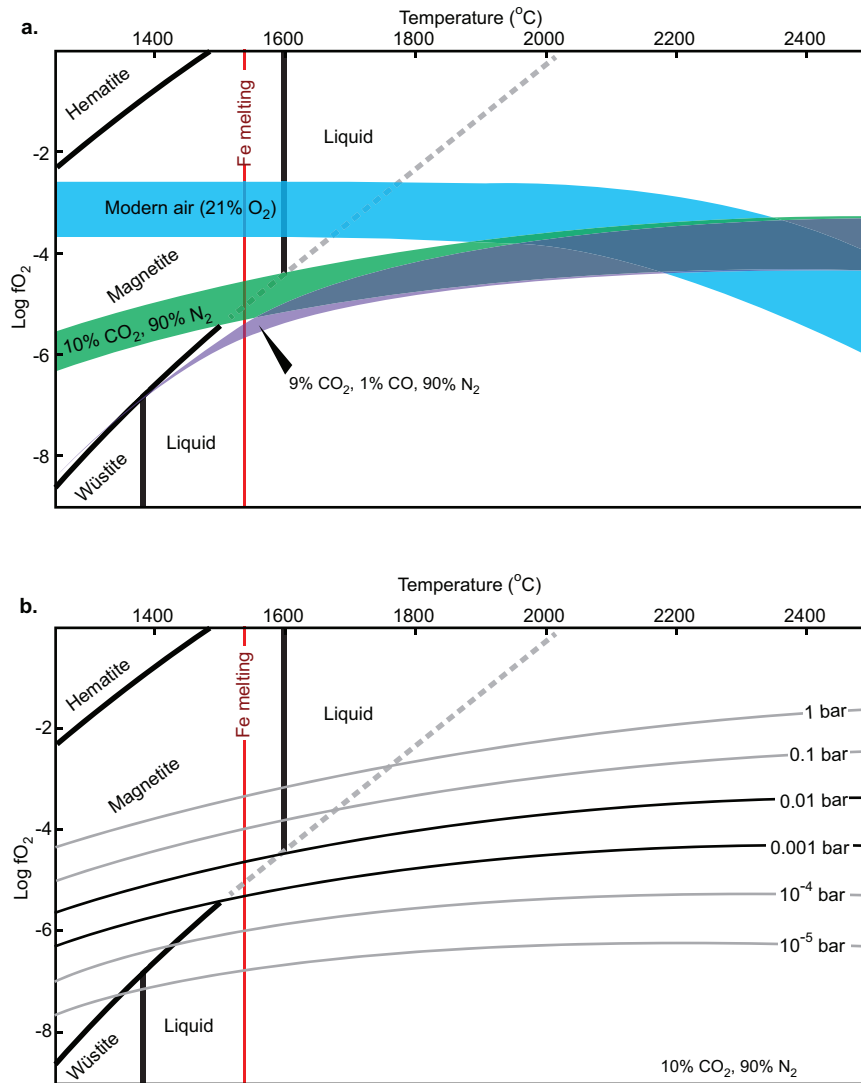 a.
Temperature (°C)
1400 1600 2000 2200 2400
Hematite
Fe melting
Liquid
-2
Modern air (21% O₂)
Magnetite
-4
Log fO₂
10% CO₂, 90% N₂
-6
9% CO₂, 1% CO, 90% N₂
-8
Wüstite
Liquid
b.
Temperature (°C)
1400 1600 2000 2200 2400
Hematite
Fe melting
Liquid
1 bar
-2
0.1 bar
Magnetite
0.01 bar
-4
0.001 bar
Log fO₂
10⁻⁴ bar
-6
10⁻⁵ bar
-8
Wüstite
Liquid
10% CO₂, 90% N₂